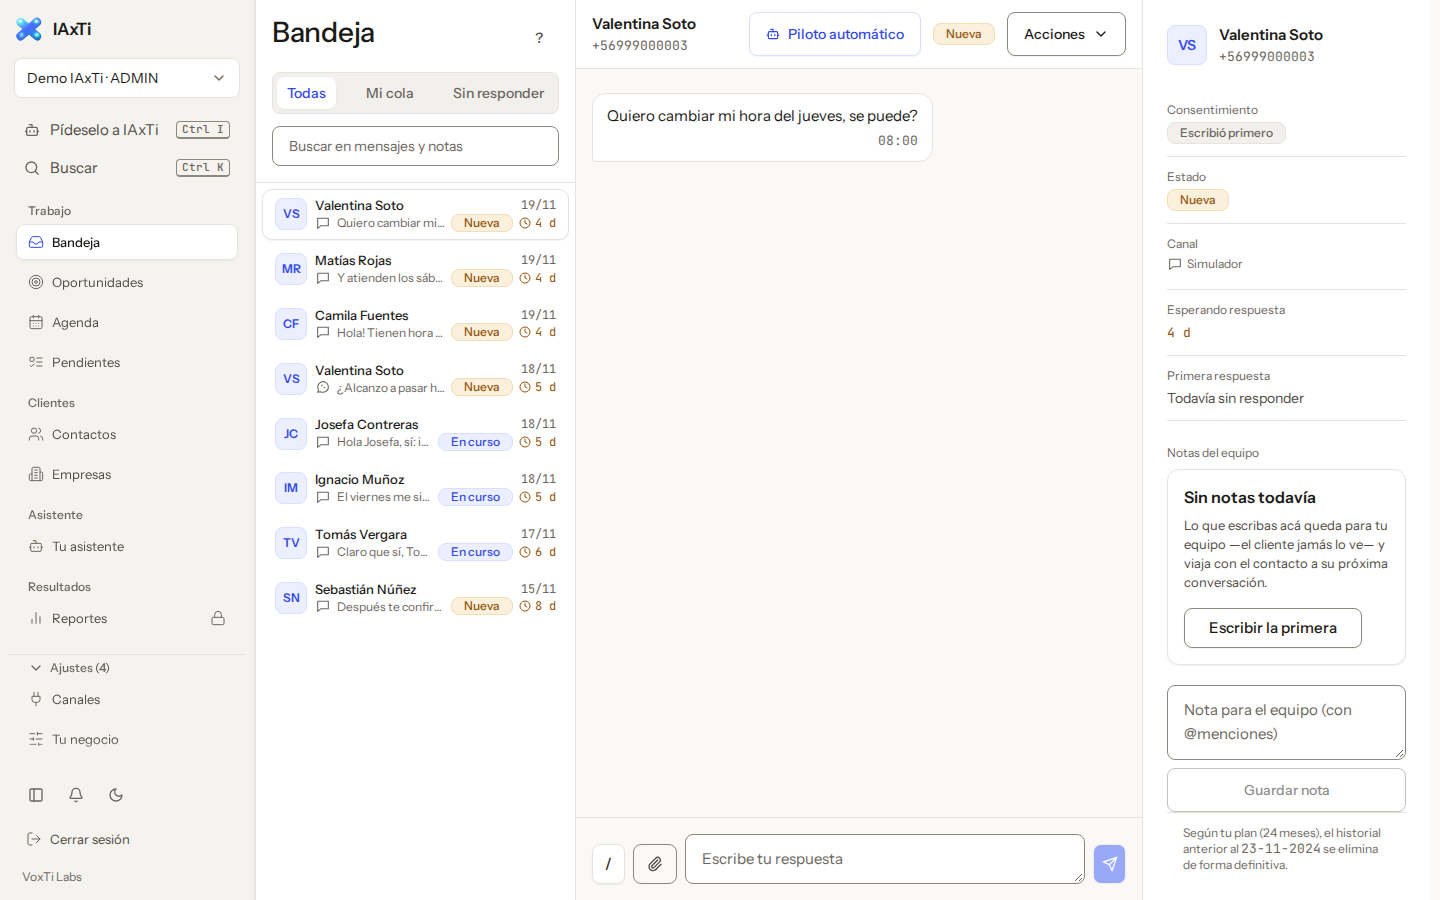 IAxTi
Demo IAxTi · ADMIN
Pídeselo a IAxTi
Ctrl I
Buscar
Ctrl K
Trabajo
Bandeja
Oportunidades
Agenda
Pendientes
Clientes
Contactos
Empresas
Asistente
Tu asistente
Resultados
Reportes
Ajustes (4)
Canales
Tu negocio
Cerrar sesión
VoxTi Labs
Bandeja
?
Todas
Mi cola
Sin responder
Buscar en mensajes y notas
VS
Valentina Soto
19/11
Quiero cambiar mi...
Nueva
4 d
MR
Matías Rojas
19/11
Y atienden los sáb...
Nueva
4 d
CF
Camila Fuentes
19/11
Hola! Tienen hora ...
Nueva
4 d
VS
Valentina Soto
18/11
¿Alcanzo a pasar h...
Nueva
5 d
JC
Josefa Contreras
18/11
Hola Josefa, sí: i...
En curso
5 d
IM
Ignacio Muñoz
18/11
El viernes me si...
En curso
5 d
TV
Tomás Vergara
17/11
Claro que sí, To...
En curso
6 d
SN
Sebastián Núñez
15/11
Después te confir...
Nueva
8 d
Valentina Soto
+56999000003
Piloto automático
Nueva
Acciones
Quiero cambiar mi hora del jueves, se puede?
08:00
/
Escribe tu respuesta
VS
Valentina Soto
+56999000003
Consentimiento
Escribió primero
Estado
Nueva
Canal
Simulador
Esperando respuesta
4 d
Primera respuesta
Todavía sin responder
Notas del equipo
Sin notas todavía
Lo que escribas acá queda para tu
equipo —el cliente jamás lo ve— y
viaja con el contacto a su próxima
conversación.
Escribir la primera
Nota para el equipo (con
@menciones)
Guardar nota
Según tu plan (24 meses), el historial
anterior al 23-11-2024 se elimina
de forma definitiva.